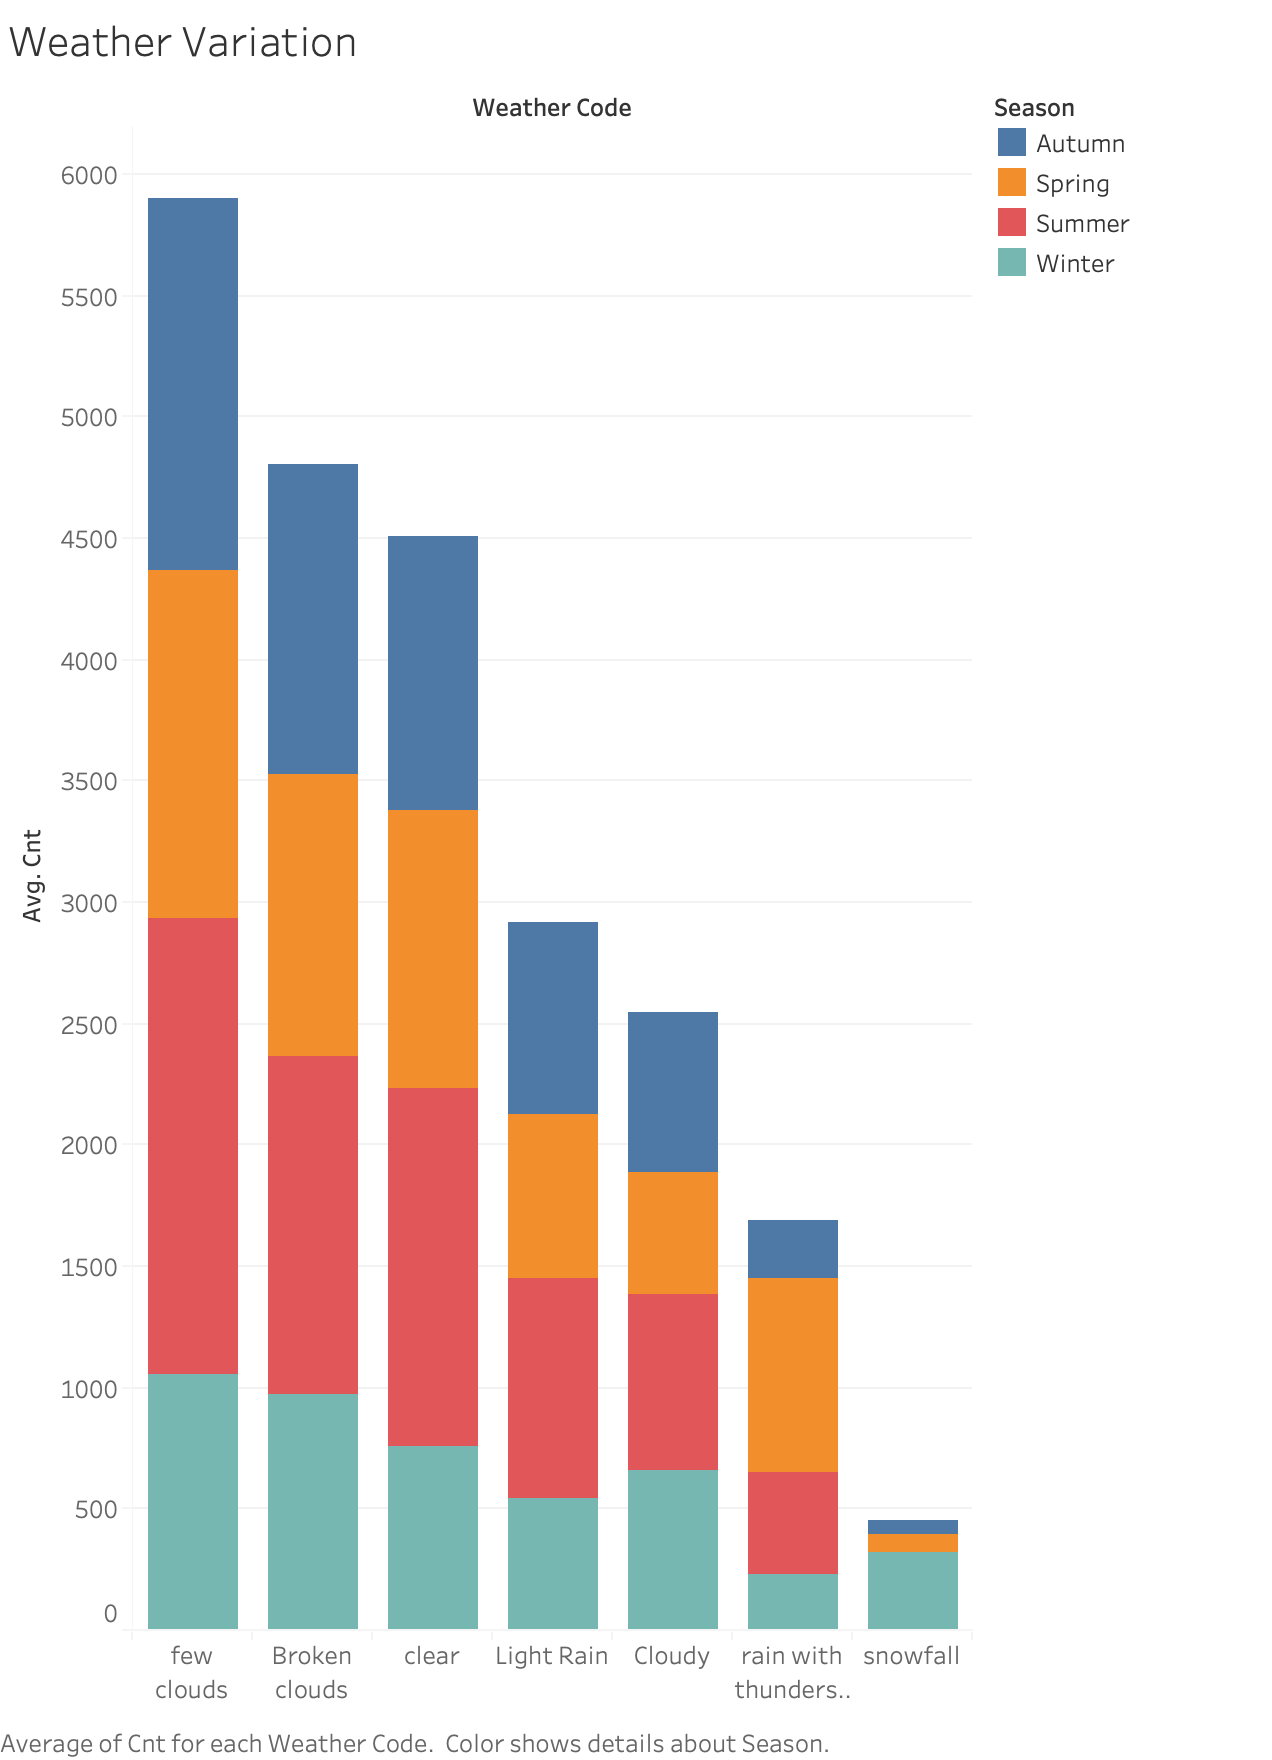 Weather Variation
Weather Code
Season
Autumn
Spring
Summer
Winter
6000
5500
5000
4500
4000
3500
3000
2500
2000
1500
1000
500
0
Avg. Cnt
few
clouds
Broken
clouds
clear
Light Rain
Cloudy
rain with
thunders..
snowfall
Average of Cnt for each Weather Code.  Color shows details about Season.